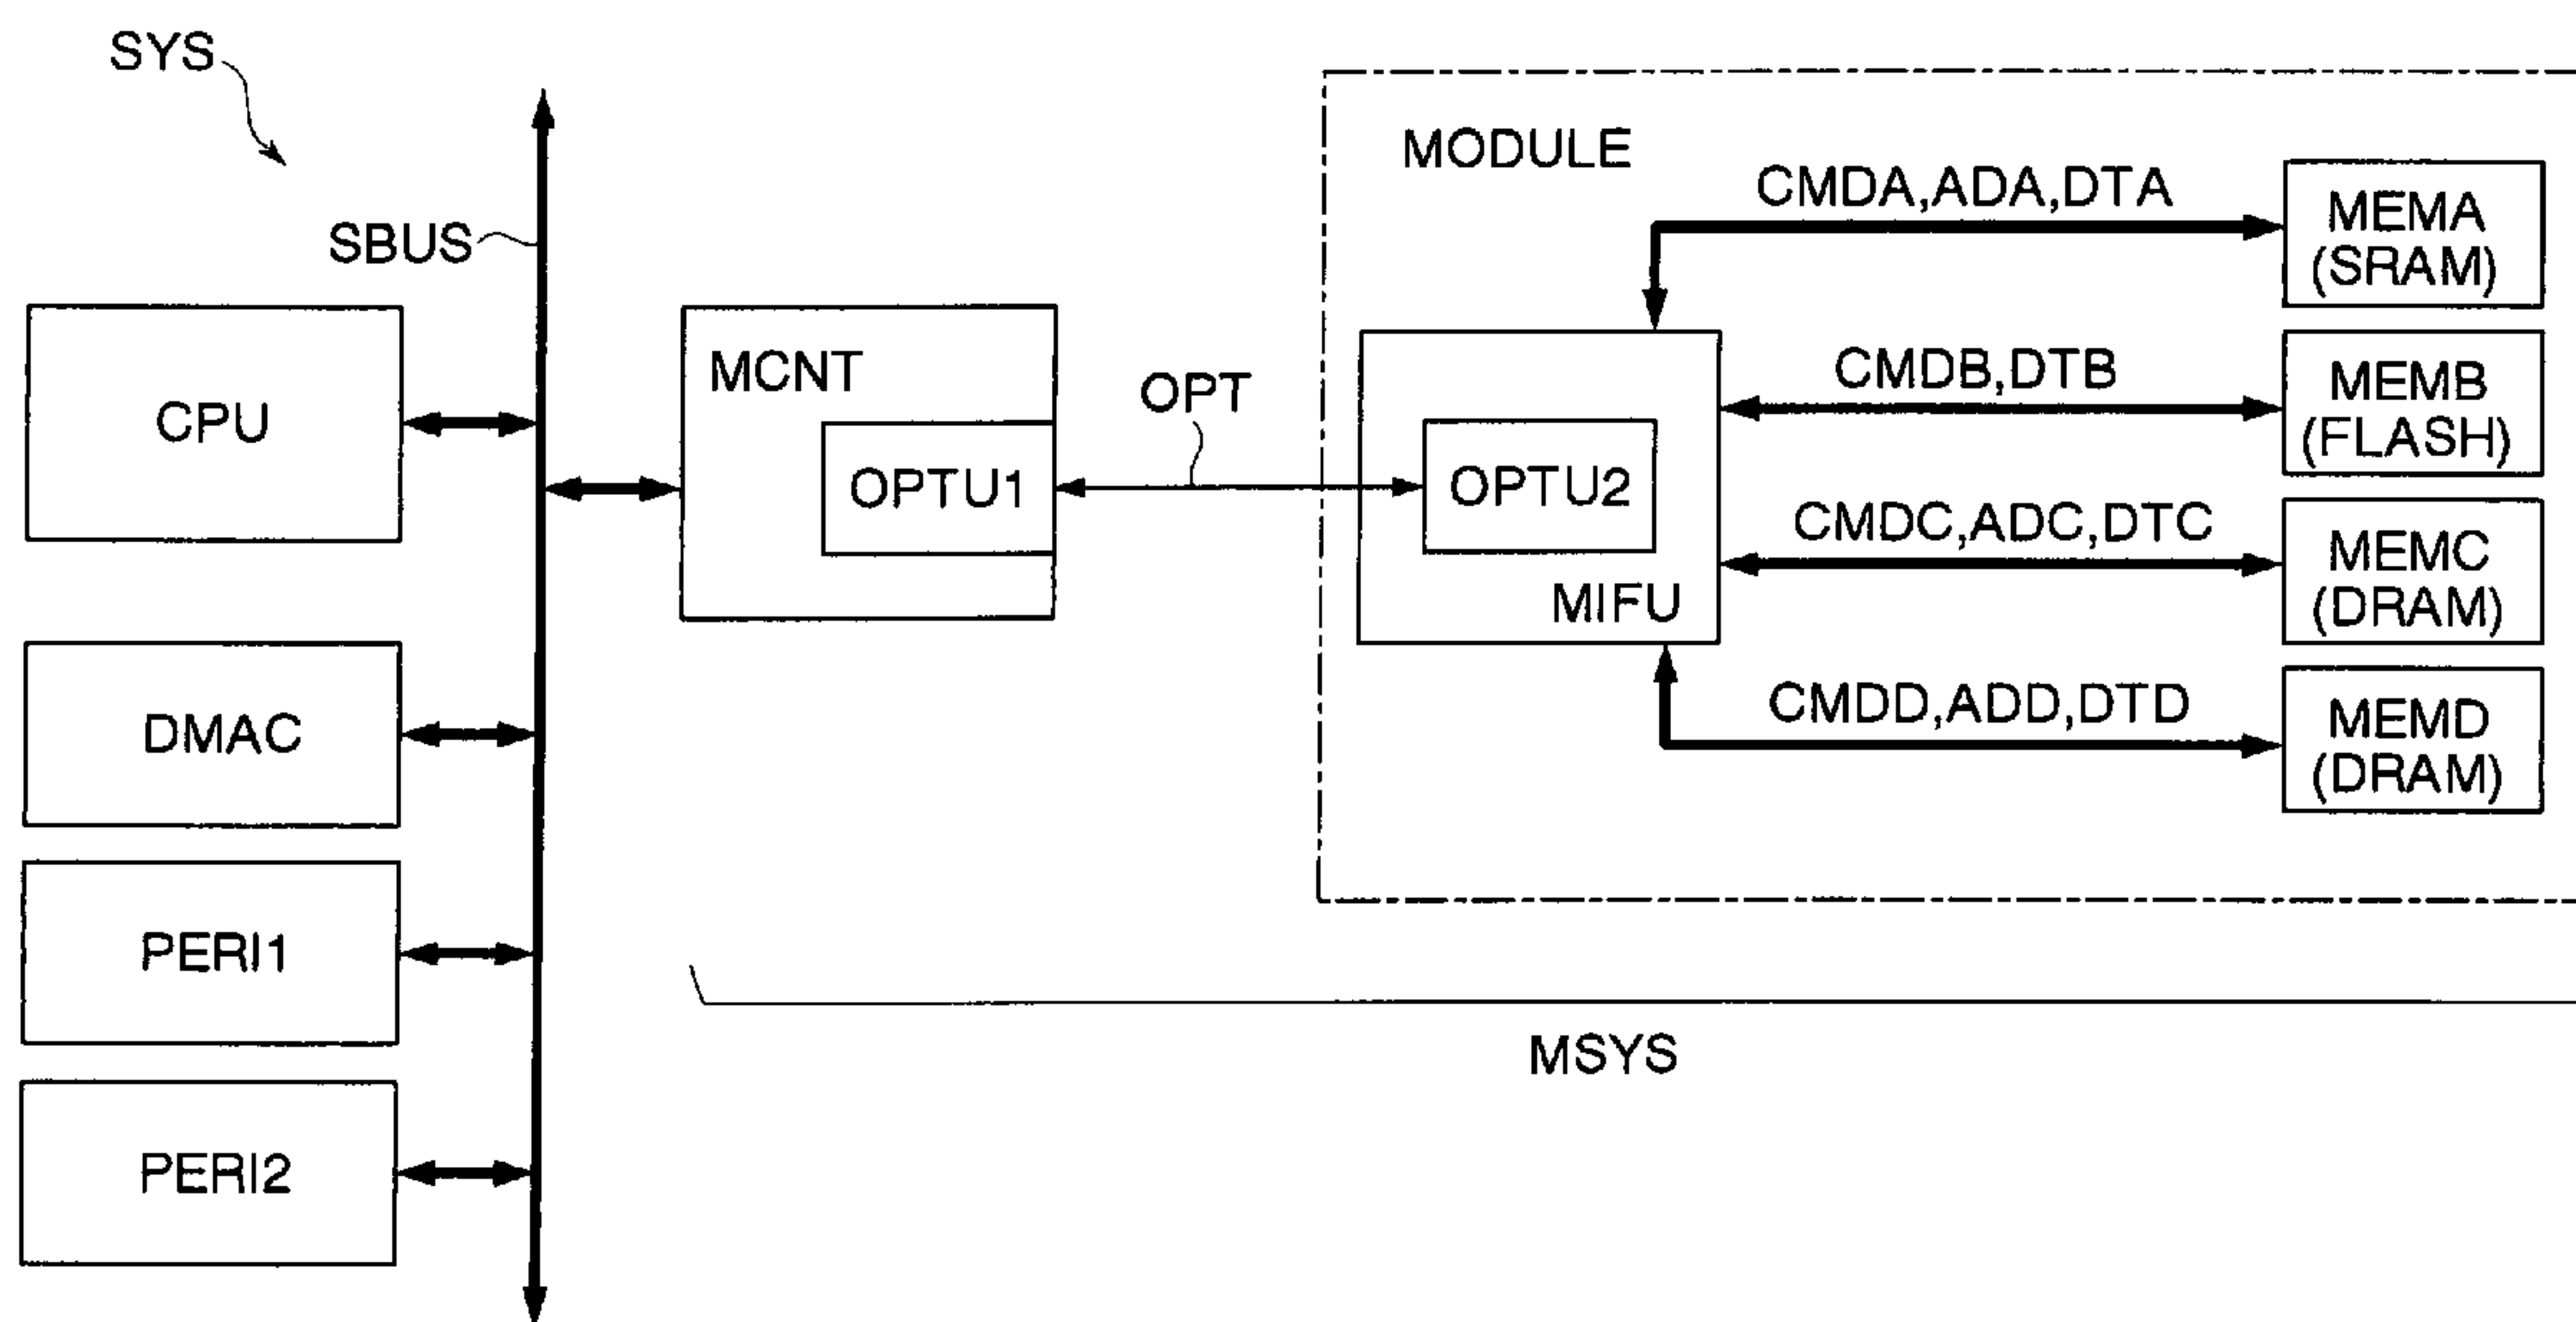 SYS
SBUS
CPU
DMAC
PERI1
PERI2
MCNT
OPTU1
OPT
MODULE
OPTU2
MIFU
CMDA,ADA,DTA
MEMA
(SRAM)
CMDB,DTB
MEMB
(FLASH)
CMDC,ADC,DTC
MEMC
(DRAM)
CMDD,ADD,DTD
MEMD
(DRAM)
MSYS